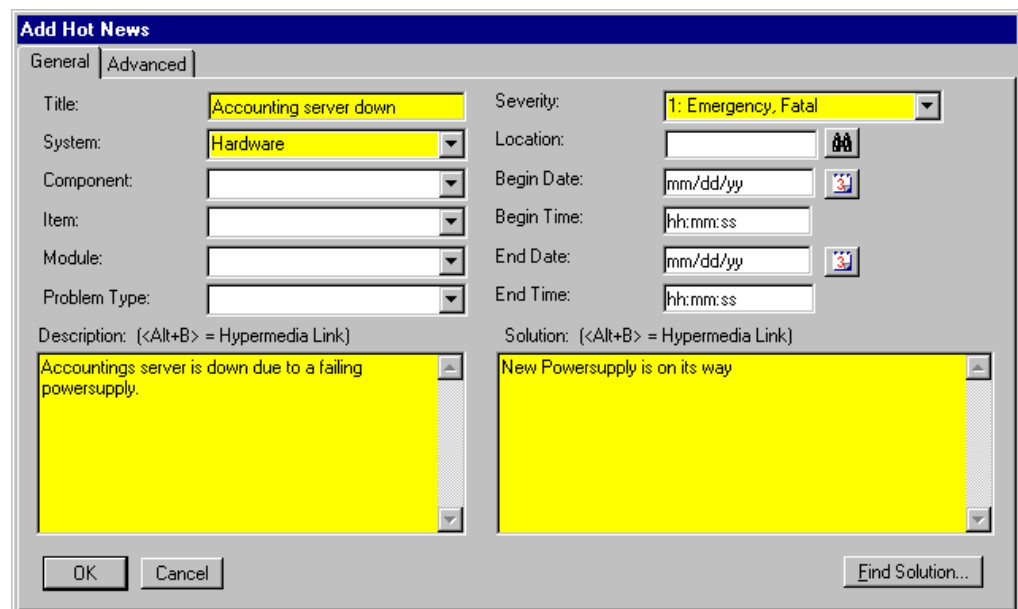 Add Hot News
General Advanced
Title: Accounting server down Severity: 1: Emergency, Fatal
System: Hardware Location:
Component: Begin Date: mm/dd/yy 3
Item: Begin Time: hh:mm:ss
Module: End Date: mm/dd/yy 3
Problem Type: End Time: hh:mm:ss
Description: (<Alt+B> = Hypermedia Link) Solution: (<Alt+B> = Hypermedia Link)
Accountings server is down due to a failing New Powersupply is on its way
powersupply.
OK Cancel Find Solution...